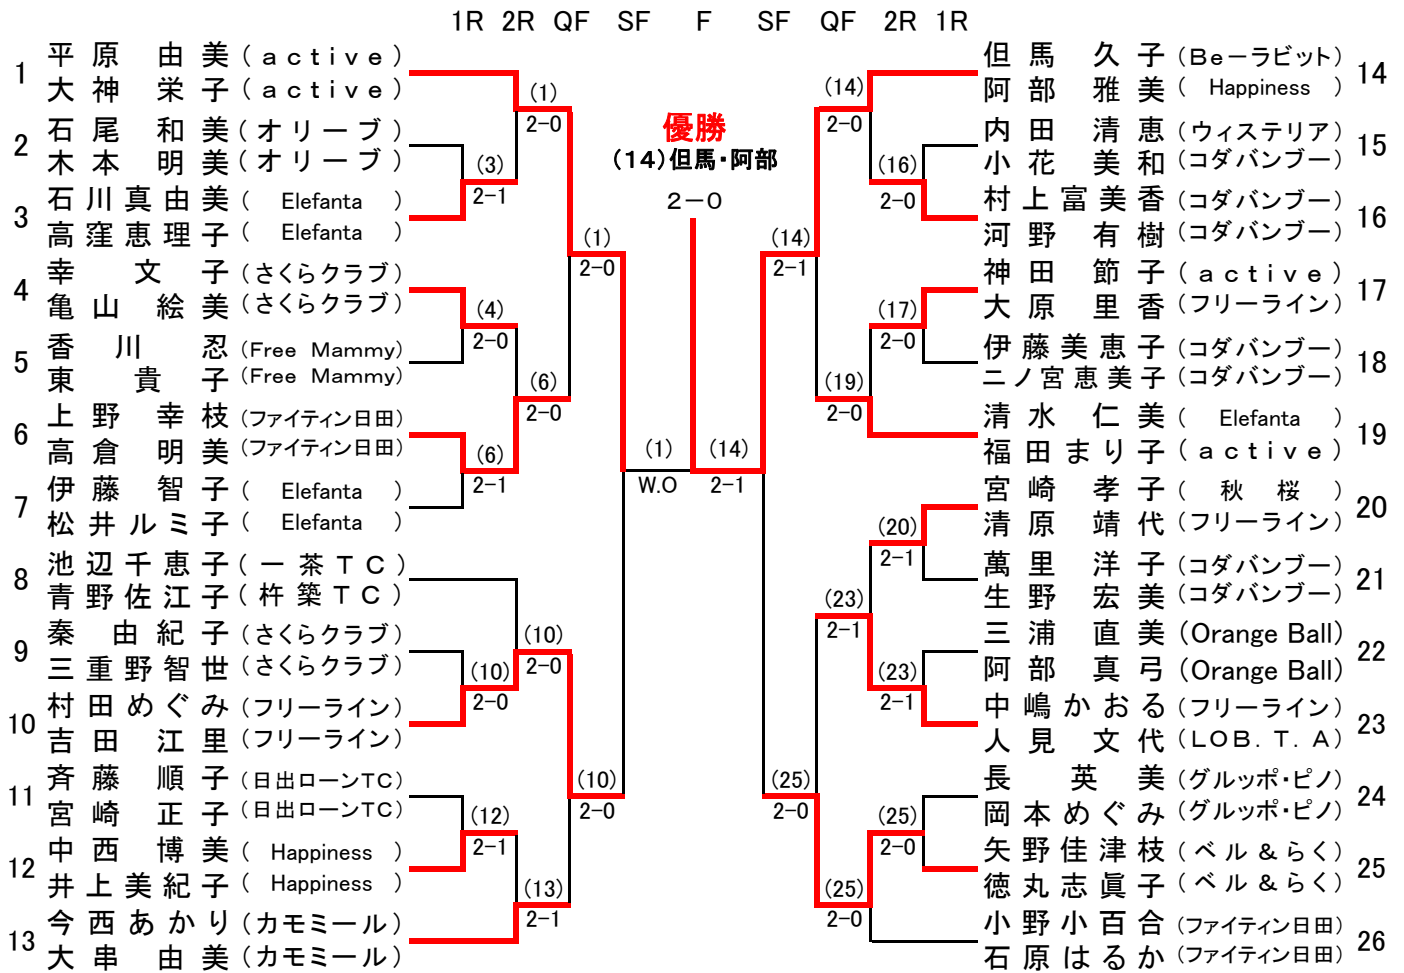 1R 2R QF SF F SF QF 2R 1R
1 平原 由美 (active)
大神 栄子 (active)
2 石尾 和美 (オリーブ)
木本 明美 (オリーブ)
3 石川真由美 ( Elefanta )
高窪恵理子 ( Elefanta )
4 幸 文子 (さくらクラブ)
亀山 絵美 (さくらクラブ)
5 香川 忍 (Free Mammy)
東 貴子 (Free Mammy)
6 上野 幸枝 (ファイティン日田)
高倉 明美 (ファイティン日田)
7 伊藤 智子 ( Elefanta )
松井ルミ子 ( Elefanta )
8 池辺千恵子 (一茶TC)
青野佐江子 (杵築TC)
9 秦 由紀子 (さくらクラブ)
三重野智世 (さくらクラブ)
10 村田めぐみ (フリーライン)
吉田 江里 (フリーライン)
11 斉藤 順子 (日出ローンTC)
宮崎 正子 (日出ローンTC)
12 中西 博美 ( Happiness )
井上美紀子 ( Happiness )
13 今西あかり (カモミール)
大串 由美 (カモミール)
(3)
2-1
(4)
2-0
(6)
2-1
(10)
2-0
(12)
2-1
(1)
2-0
(6)
2-0
(10)
2-0
(13)
2-1
(1)
2-0
(10)
2-0
(1)
W.O
優勝
(14)但馬・阿部
2-0
(14)
2-1
(14)
2-1
(25)
2-0
(14)
2-0
(19)
2-0
(23)
2-1
(25)
2-0
(16)
2-0
(17)
2-0
(20)
2-1
(23)
2-1
(25)
2-0
但馬 久子 (Be-ラビット) 14
阿部 雅美 ( Happiness )
内田 清恵 (ウィステリア) 15
小花 美和 (コダバンブー)
村上富美香 (コダバンブー) 16
河野 有樹 (コダバンブー)
神田 節子 (active) 17
大原 里香 (フリーライン)
伊藤美恵子 (コダバンブー) 18
二ノ宮恵美子 (コダバンブー)
清水 仁美 ( Elefanta ) 19
福田まり子 (active)
宮崎 孝子 ( 秋 桜 ) 20
清原 靖代 (フリーライン)
萬里 洋子 (コダバンブー) 21
生野 宏美 (コダバンブー)
三浦 直美 (Orange Ball) 22
阿部 真弓 (Orange Ball)
中嶋かおる (フリーライン) 23
人見 文代 (LOB.T.A)
長 英美 (グルッポ・ピノ) 24
岡本めぐみ (グルッポ・ピノ)
矢野佳津枝 (ベル&らく) 25
徳丸志眞子 (ベル&らく)
小野小百合 (ファイティン日田) 26
石原はるか (ファイティン日田)